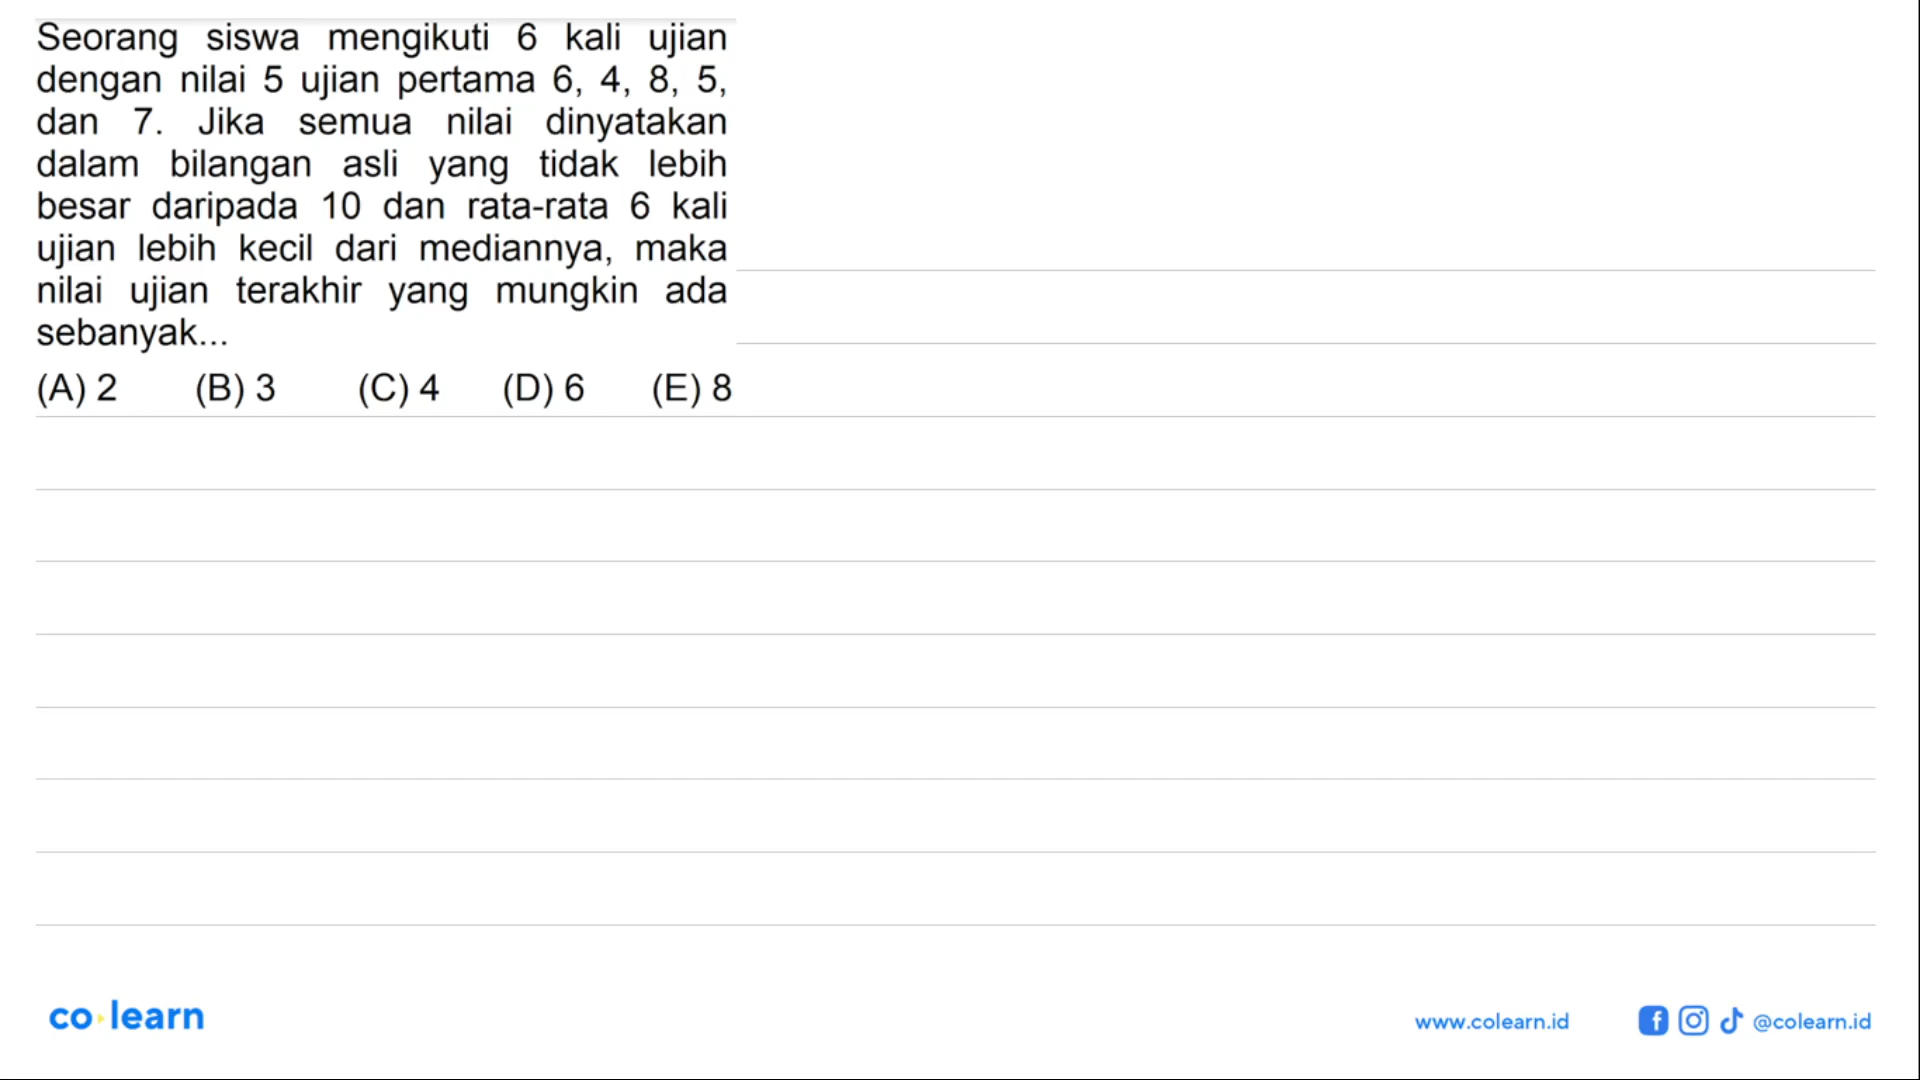 Seorang siswa mengikuti 6 kali ujian
dengan nilai 5 ujian pertama 6, 4, 8, 5,
dan 7. Jika semua nilai dinyatakan
dalam bilangan asli yang tidak lebih
besar daripada 10 dan rata-rata 6 kali
ujian lebih kecil dari mediannya, maka
nilai ujian terakhir yang mungkin ada
sebanyak...
(A) 2 (B) 3 (C) 4 (D) 6 (E) 8
co learn
www.colearn.id @colearn.id